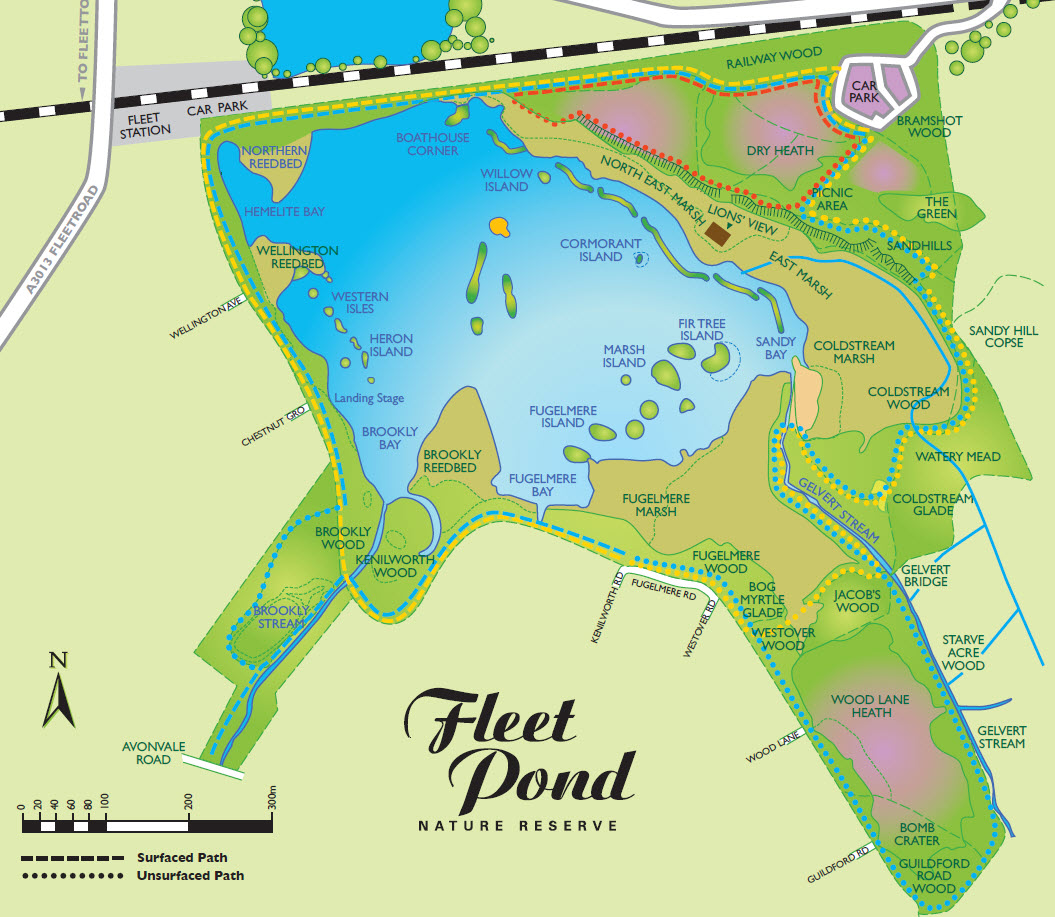 TO FLEETTO
A3013 FLEETROAD
FLEET
STATION
CAR PARK
RAILWAY WOOD
CAR
PARK
BRAMSHOT
WOOD
NORTHERN
REEDBED
BOATHOUSE
CORNER
DRY HEATH
WILLOW
ISLAND
NORTH EAST-MARSH
PICNIC
AREA
THE
GREEN
HEMELITE BAY
LIONS' VIEW
WELLINGTON
REEDBED
CORMORANT
ISLAND
SANDHILLS
EAST MARSH
WELLINGTON AVE
WESTERN
ISLES
HERON
ISLAND
FIR TREE
ISLAND
MARSH
ISLAND
SANDY
BAY
COLDSTREAM
MARSH
SANDY HILL
COPSE
COLDSTREAM
WOOD
Landing Stage
CHESTNUT GRO
FUGELMERE
ISLAND
BROOKLY
BAY
BROOKLY
REEDBED
WATERY MEAD
FUGELMERE
BAY
FUGELMERE
MARSH
GELVERT STREAM
COLDSTREAM
GLADE
BROOKLY
WOOD
KENILWORTH
WOOD
FUGELMERE
WOOD
GELVERT
BRIDGE
KENILWORTH RD
FUGELMERE RD
WESTOVER RD
BOG
MYRTLE
GLADE
JACOB'S
WOOD
BROOKLY
STREAM
WESTOVER
WOOD
STARVE
ACRE
WOOD
N
WOOD LANE
HEATH
GELVERT
STREAM
AVONVALE
ROAD
WOOD LANE
Fleet
Pond
NATURE RESERVE
0 20 40 60 80 100 200 300m
BOMB
CRATER
GUILDFORD RD
GUILDFORD
ROAD
WOOD
Surfaced Path
Unsurfaced Path